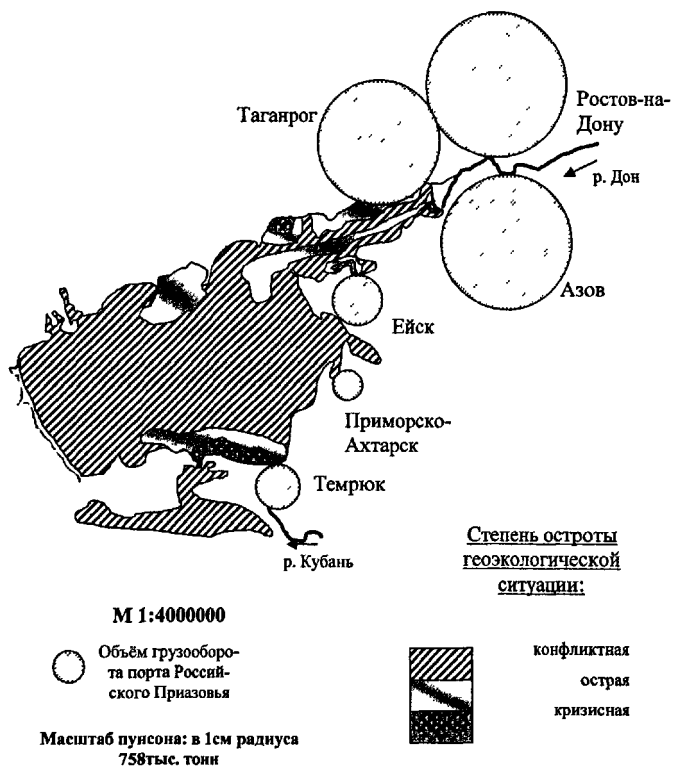 Таганрог
Ростов-на-
Дону
р. Дон
Азов
Ейск
Приморско-
Ахтарск
Темрюк
р. Кубань
Степень остроты
геоэкологической
ситуации:
М 1:4000000
Объём грузооборо-
та порта Россий-
ского Приазовья
конфликтная
острая
кризисная
Масштаб пунсона: в 1см радиуса
758тыс. тонн